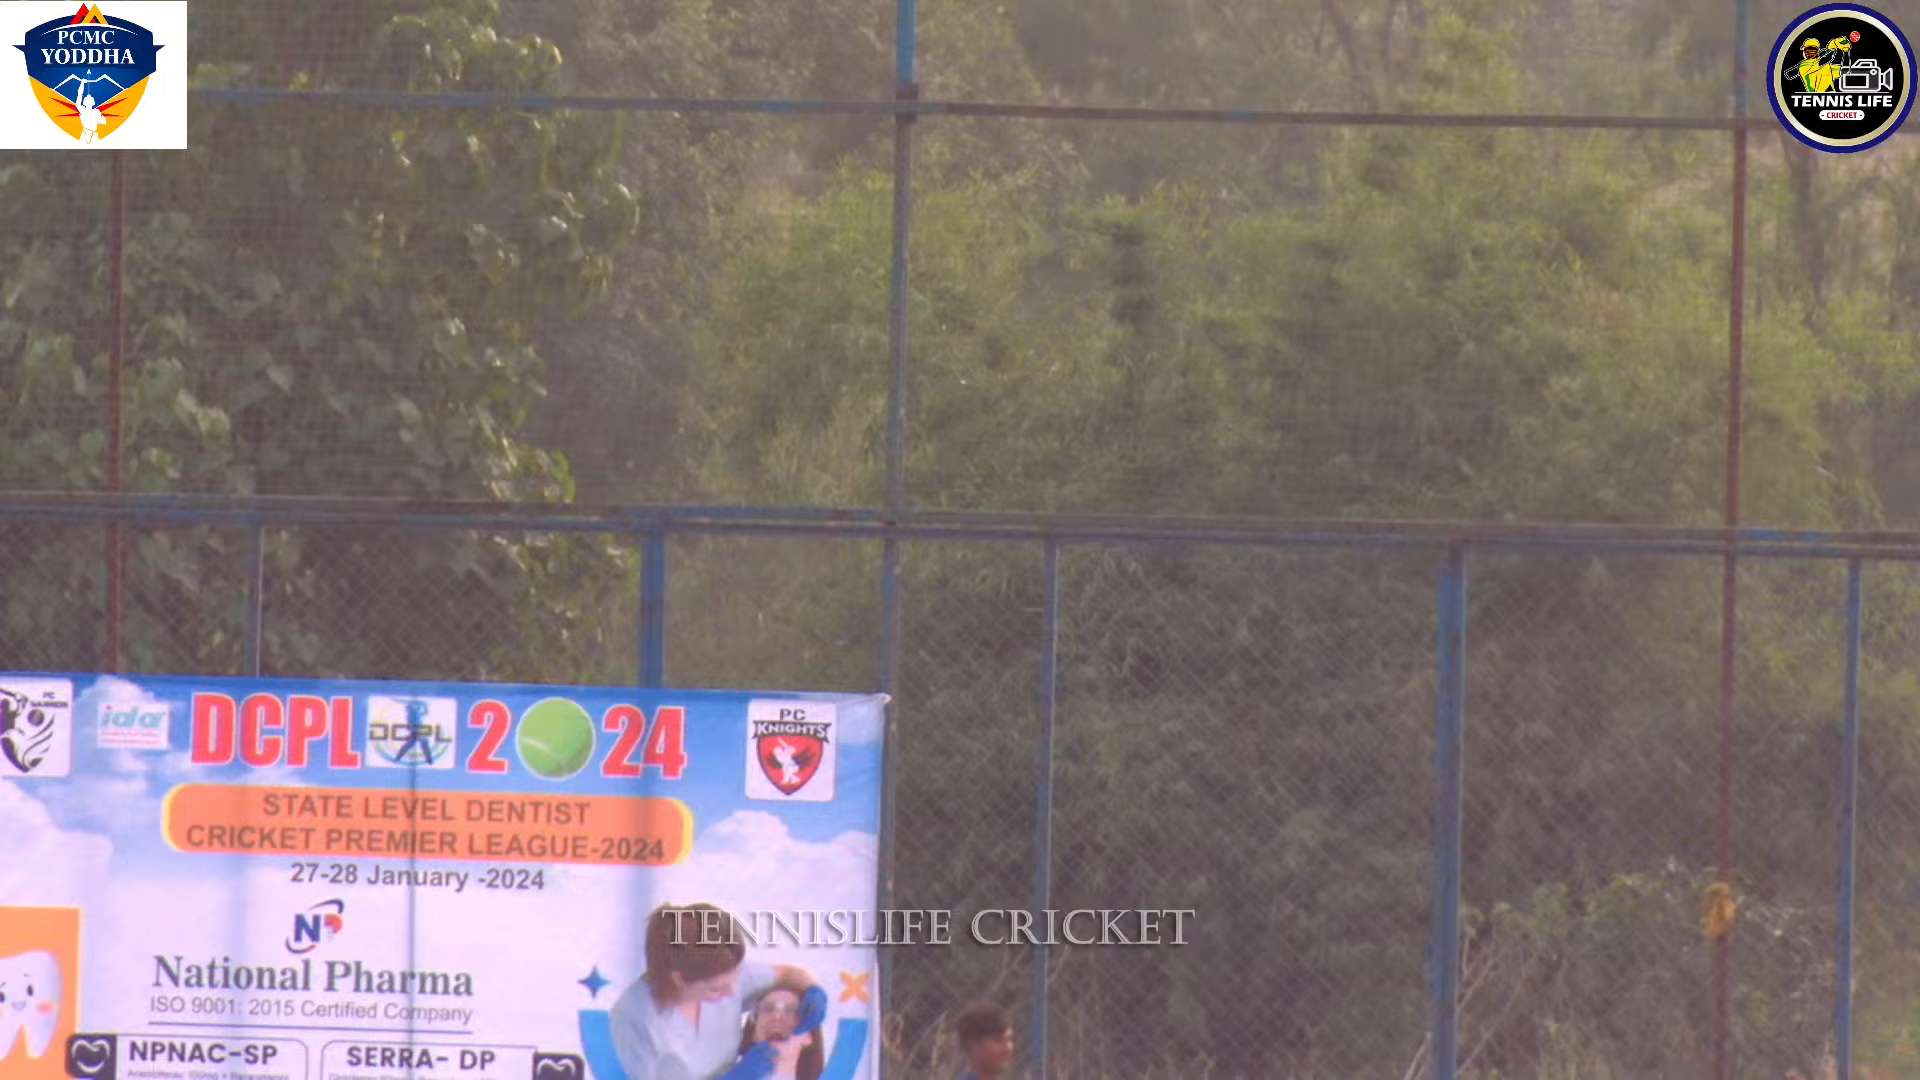 PCMC
YODDHA
TENNIS LIFE
- CRICKET -
PC
DCPL
DCPL
2024
PC
KNIGHTS
STATE LEVEL DENTIST
CRICKET PREMIER LEAGUE-2024
27-28 January -2024
TENNISLIFE CRICKET
National Pharma
ISO 9001: 2015 Certified Company
NPNAC-SP
SERRA- DP